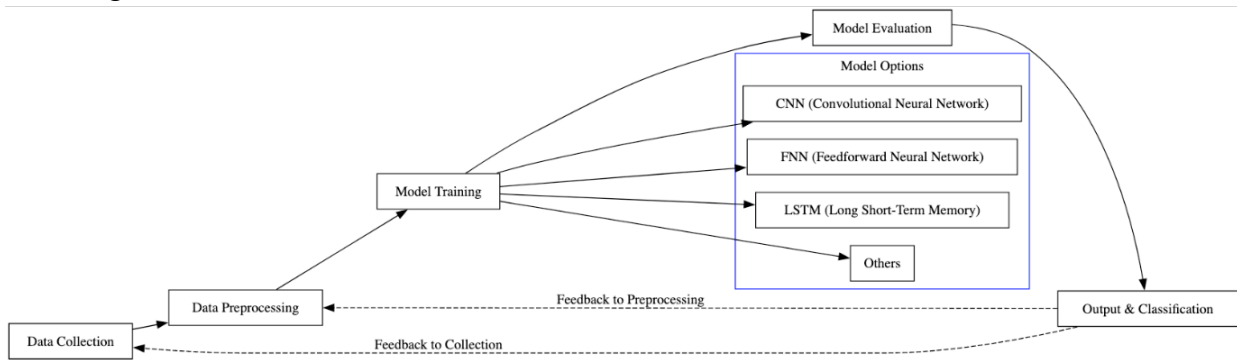 Model Evaluation
Model Options
CNN (Convolutional Neural Network)
FNN (Feedforward Neural Network)
Model Training
LSTM (Long Short-Term Memory)
Others
Data Preprocessing
Feedback to Preprocessing
Output & Classification
Data Collection
Feedback to Collection